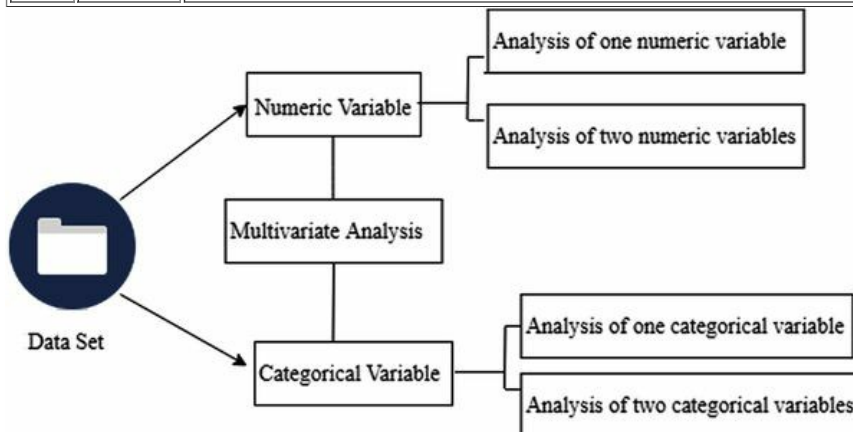 Analysis of one numeric variable
Numeric Variable
Analysis of two numeric variables
Multivariate Analysis
Data Set
Analysis of one categorical variable
Categorical Variable
Analysis of two categorical variables